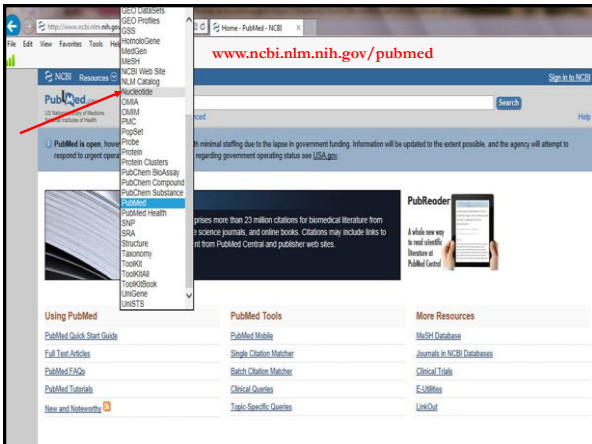 http://www.ncbi.nlm.nih.gov
Home - PubMed - NCBI
File Edit View Favorites Tools Help
www.ncbi.nlm.nih.gov/pubmed
NCBI Resources
Sign in to NCBI
PubMed
US National Library of Medicine
National Institutes of Health
Search
Help
GEO DataSets
GEO Profiles
GSS
HomoloGene
MedGen
MeSH
NCBI Web Site
NLM Catalog
Nucleotide
OMIA
OMIM
PMC
PopSet
Probe
Protein
Protein Clusters
PubChem BioAssay
PubChem Compound
PubChem Substance
PubMed
PubMed Health
SNP
SRA
Structure
Taxonomy
ToolKit
ToolKitAll
ToolKitBook
UniGene
UniSTS
PubMed is open, minimal staffing due to the lapse in government funding. Information will be updated to the extent possible, and the agency will attempt to
respond to urgent regarding government operating status see USA.gov.
prises more than 23 million citations for biomedical literature from
science journals, and online books. Citations may include links to
nt from PubMed Central and publisher web sites.
PubReader
A whole new way
to read scientific
literature at
PubMed Central
Using PubMed
PubMed Quick Start Guide
Full Text Articles
PubMed FAQs
PubMed Tutorials
New and Noteworthy
PubMed Tools
PubMed Mobile
Single Citation Matcher
Batch Citation Matcher
Clinical Queries
Topic-Specific Queries
More Resources
MeSH Database
Journals in NCBI Databases
Clinical Trials
E-Utilities
LinkOut